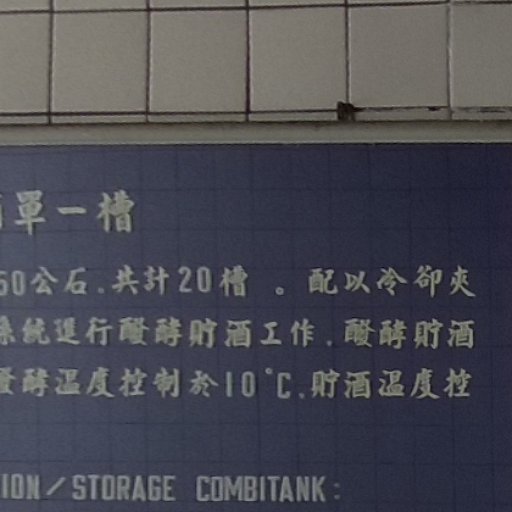 單一槽
50公石.共計20槽 。配以冷卻夾
系統進行醱酵貯酒工作.醱酵貯酒
醱酵溫度控制於10°C.貯酒溫度控
ION/STORAGE COMBITANK: